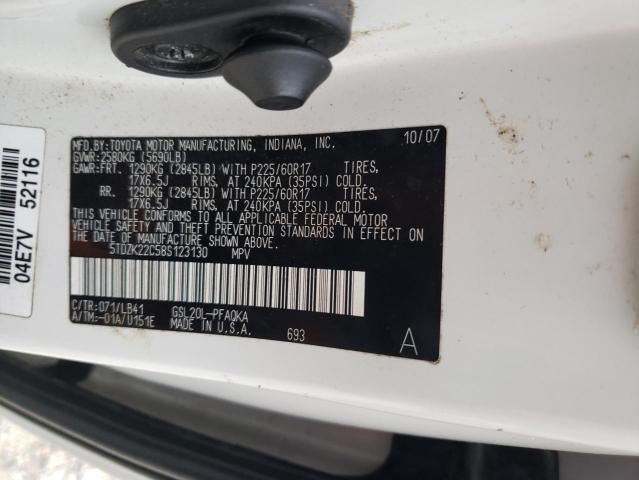 MFD. BY: TOYOTA MOTOR MANUFACTURING, INDIANA, INC. 10/07
GVWR: 2580KG (5690LB)
GAWR: FRT. 1290KG (2845LB) WITH P225/60R17 TIRES,
17X6.5J RIMS, AT 240KPA (35PSI) COLD.
RR. 1290KG (2845LB) WITH P225/60R17 TIRES,
17X6.5J RIMS, AT 240KPA (35PSI) COLD.
THIS VEHICLE CONFORMS TO ALL APPLICABLE FEDERAL MOTOR
VEHICLE SAFETY AND THEFT PREVENTION STANDARDS IN EFFECT
ON THE DATE OF MANUFACTURE SHOWN ABOVE.
5TDZK22C58S123130 MPV
C/TR: 071/LB41 GSL20L-PFAQKA
A/TM: -01A/U151E MADE IN U.S.A. 693
A
04E7V 52116